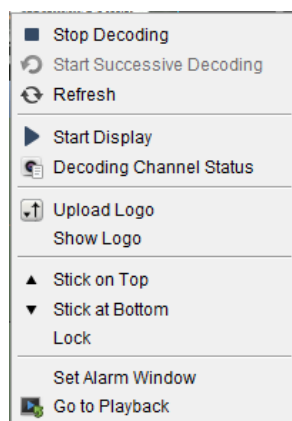 Stop Decoding
Start Successive Decoding
Refresh
Start Display
Decoding Channel Status
Upload Logo
Show Logo
Stick on Top
Stick at Bottom
Lock
Set Alarm Window
Go to Playback